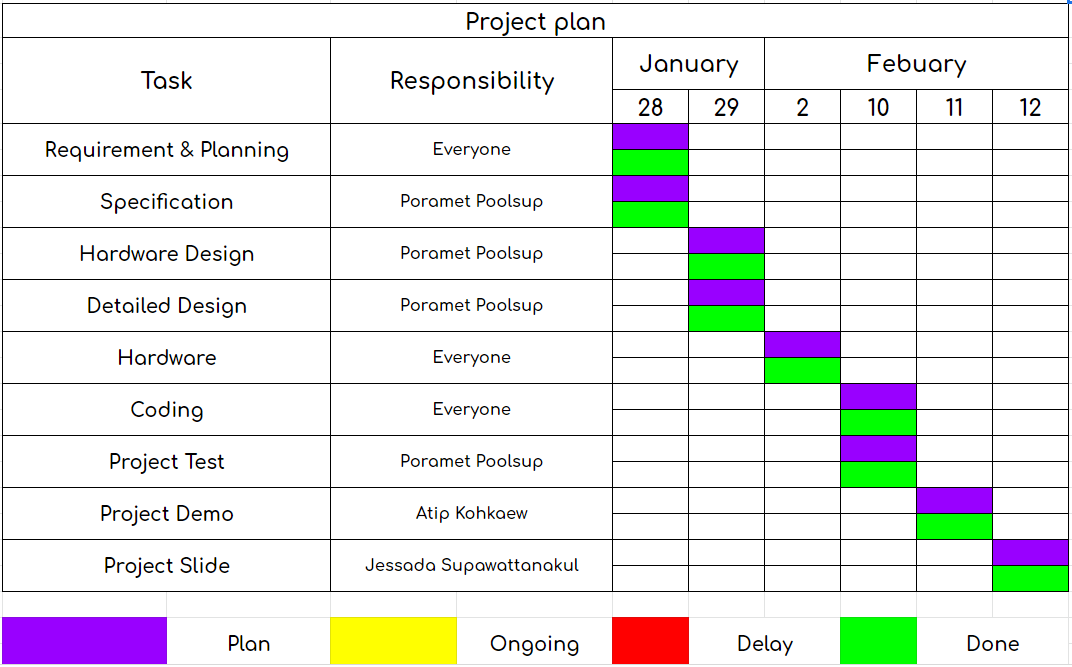 Project plan
Task Responsibility January Febuary
28 29 2 10 11 12
Requirement & Planning Everyone
Specification Poramet Poolsup
Hardware Design Poramet Poolsup
Detailed Design Poramet Poolsup
Hardware Everyone
Coding Everyone
Project Test Poramet Poolsup
Project Demo Atip Kohkaew
Project Slide Jessada Supawattanakul
Plan Ongoing Delay Done